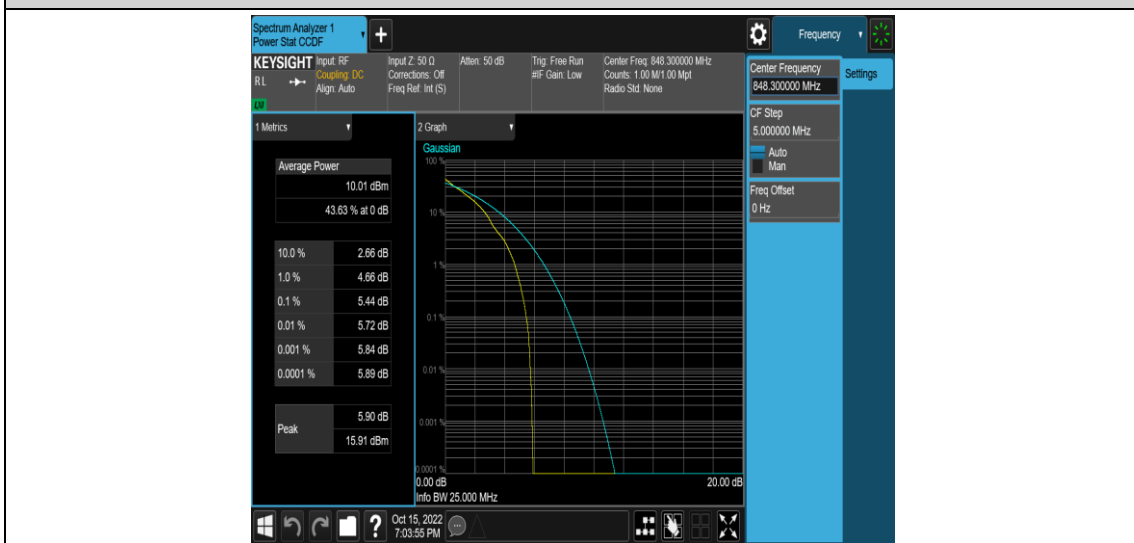 Spectrum Analyzer 1
Power Stat CCDF
Frequency
KEYSIGHT
RL
LXI
Input: RF
Coupling: DC
Align: Auto
Input Z: 50 Ω
Corrections: Off
Freq Ref: Int (S)
Atten: 50 dB
Trig: Free Run
#IF Gain: Low
Center Freq: 848.300000 MHz
Counts: 1.00 M/1.00 Mpt
Radio Std: None
Center Frequency
848.300000 MHz
Settings
CF Step
5.000000 MHz
Auto
Man
Freq Offset
0 Hz
1 Metrics
Average Power
10.01 dBm
43.63 % at 0 dB
10.0 % 2.66 dB
1.0 % 4.66 dB
0.1 % 5.44 dB
0.01 % 5.72 dB
0.001 % 5.84 dB
0.0001 % 5.89 dB
Peak
5.90 dB
15.91 dBm
2 Graph
Gaussian
100 %
10 %
1 %
0.1 %
0.01 %
0.001 %
0.0001 %
0.00 dB 20.00 dB
Info BW 25.000 MHz
?
Oct 15, 2022
7:03:55 PM